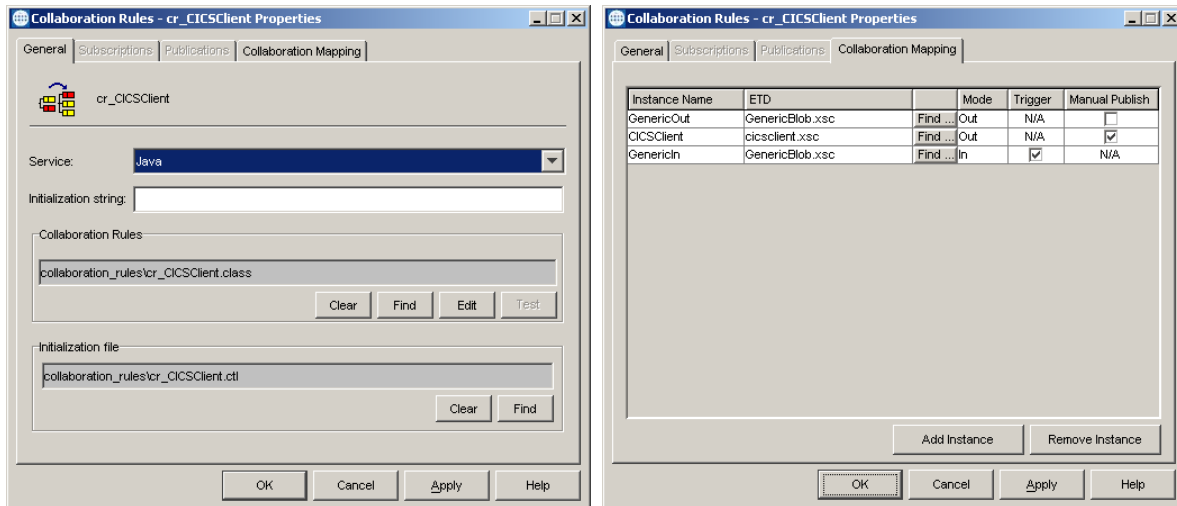 Collaboration Rules - cr_CICSClient Properties
General Subscriptions Publications Collaboration Mapping
cr_CICSClient
Service: Java
Initialization string:
Collaboration Rules
collaboration_rules\cr_CICSClient.class
Clear Find Edit Test
Initialization file
collaboration_rules\cr_CICSClient.ctl
Clear Find
OK Cancel Apply Help
Collaboration Rules - cr_CICSClient Properties
General Subscriptions Publications Collaboration Mapping
Instance Name ETD Mode Trigger Manual Publish
GenericOut GenericBlob.xsc Find ... Out N/A
CICSClient cicsclient.xsc Find ... Out N/A
GenericIn GenericBlob.xsc Find ... In N/A
Add Instance Remove Instance
OK Cancel Apply Help